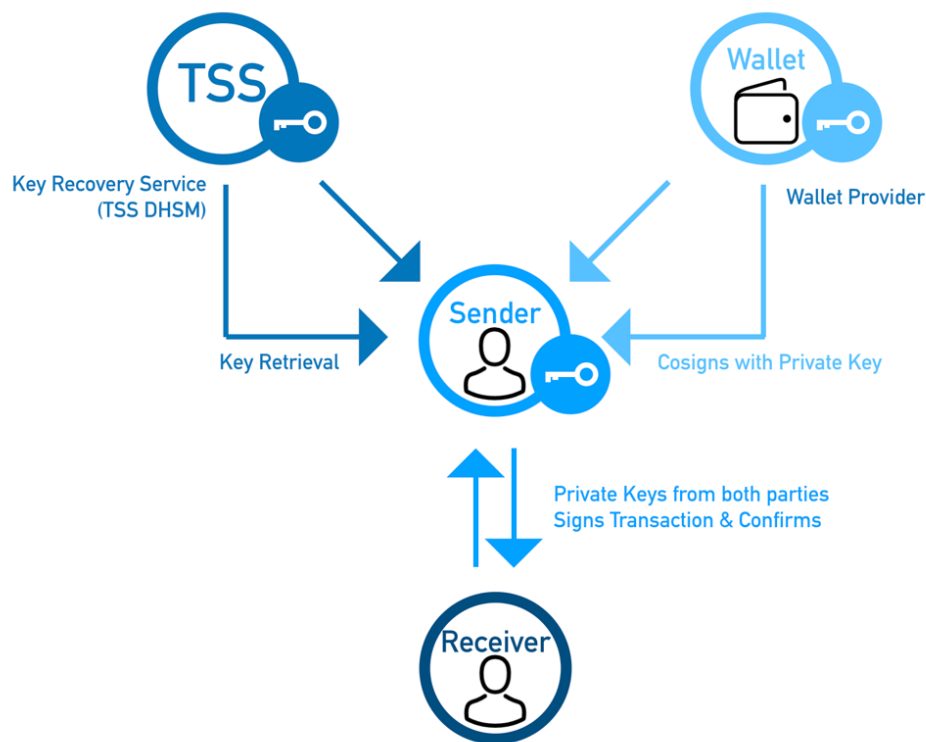 TSS
Wallet
Key Recovery Service
(TSS DHSM)
Wallet Provider
Sender
Key Retrieval
Cosigns with Private Key
Private Keys from both parties
Signs Transaction & Confirms
Receiver